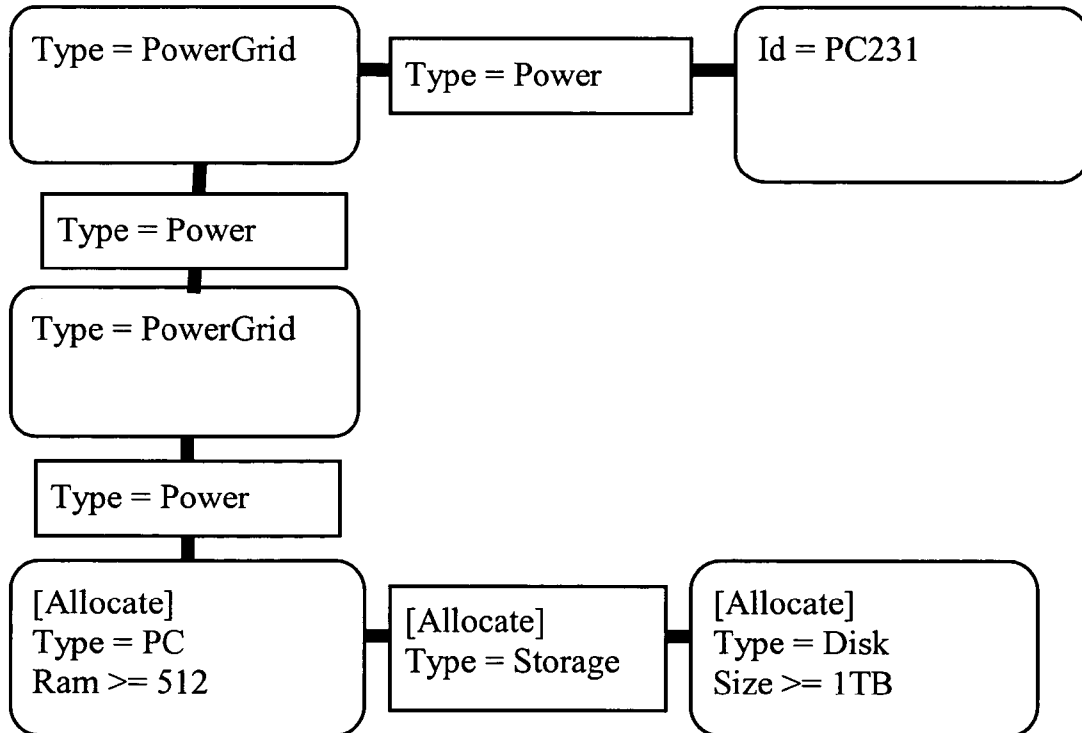 Type = PowerGrid
Type = Power
Id = PC231
Type = Power
Type = PowerGrid
Type = Power
[Allocate]
Type = PC
Ram >= 512
[Allocate]
Type = Storage
[Allocate]
Type = Disk
Size >= 1TB